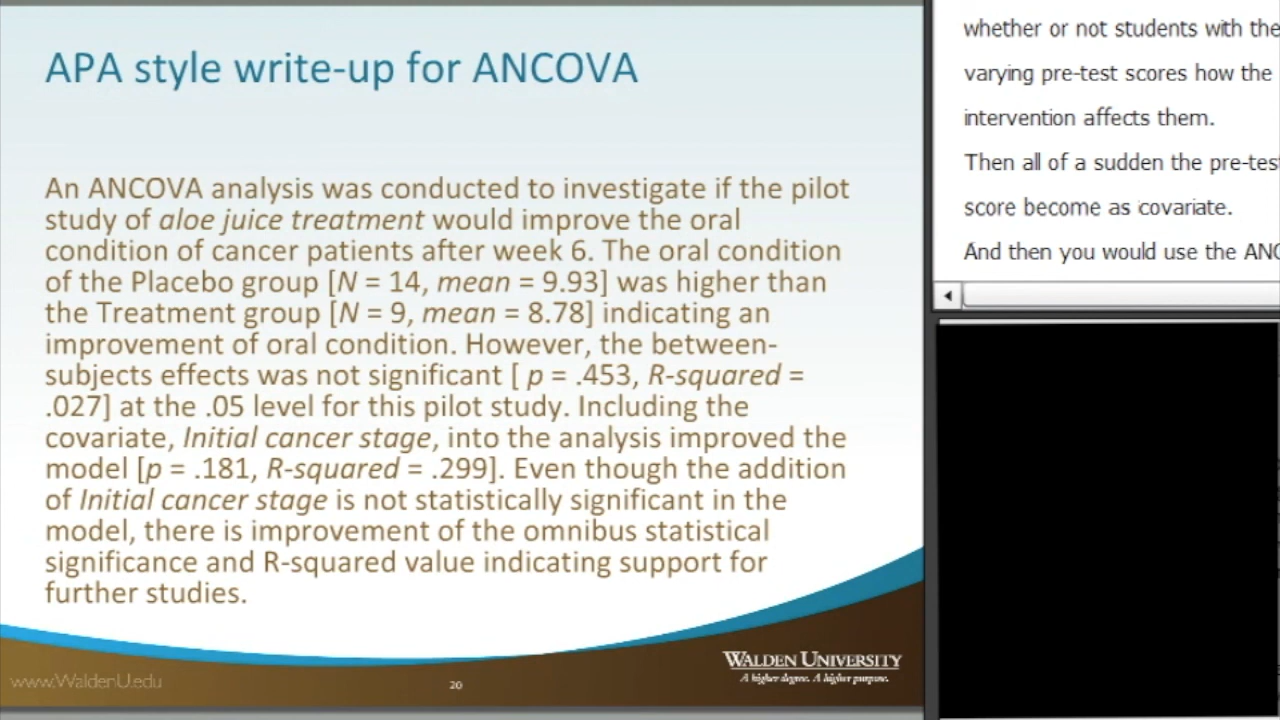 APA style write-up for ANCOVA
An ANCOVA analysis was conducted to investigate if the pilot
study of aloe juice treatment would improve the oral
condition of cancer patients after week 6. The oral condition
of the Placebo group [N = 14, mean = 9.93] was higher than
the Treatment group [N = 9, mean = 8.78] indicating an
improvement of oral condition. However, the between-
subjects effects was not significant [ p = .453, R-squared =
.027] at the .05 level for this pilot study. Including the
covariate, Initial cancer stage, into the analysis improved the
model [p = .181, R-squared = .299]. Even though the addition
of Initial cancer stage is not statistically significant in the
model, there is improvement of the omnibus statistical
significance and R-squared value indicating support for
further studies.
www.WaldenU.edu
20
WALDEN UNIVERSITY
A higher degree. A higher purpose.
whether or not students with the
varying pre-test scores how the
intervention affects them.
Then all of a sudden the pre-tes
score become as covariate.
And then you would use the ANC